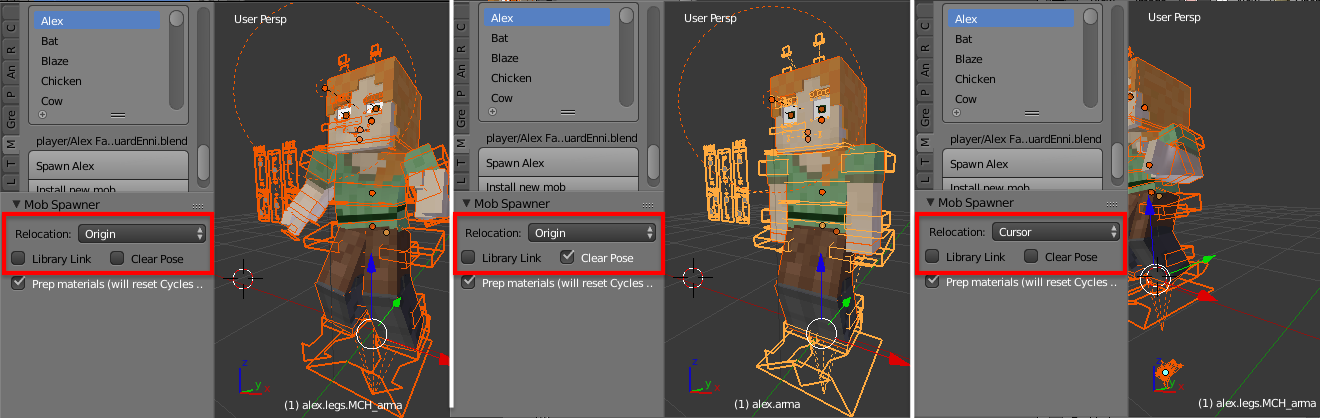 Alex
Bat
Blaze
Chicken
Cow
player/Alex Fa...uardEnni.blend
Spawn Alex
Install new mob
Mob Spawner
Relocation: Origin
Library Link Clear Pose
Prep materials (will reset Cycles ..
C
R
An
P
Gre
M
T
L
User Persp
z
y
x
(1) alex.legs.MCH_arma
Alex
Bat
Blaze
Chicken
Cow
player/Alex Fa...uardEnni.blend
Spawn Alex
Install new mob
Mob Spawner
Relocation: Origin
Library Link Clear Pose
Prep materials (will reset Cycles ..
C
R
An
P
Gre
M
T
L
User Persp
z
y
x
(1) alex.arma
Alex
Bat
Blaze
Chicken
Cow
player/Alex Fa...uardEnni.blend
Spawn Alex
Install new mob
Mob Spawner
Relocation: Cursor
Library Link Clear Pose
Prep materials (will reset Cycles ..
C
R
An
P
Gre
M
T
L
User Persp
(1) alex.legs.MCH_arma